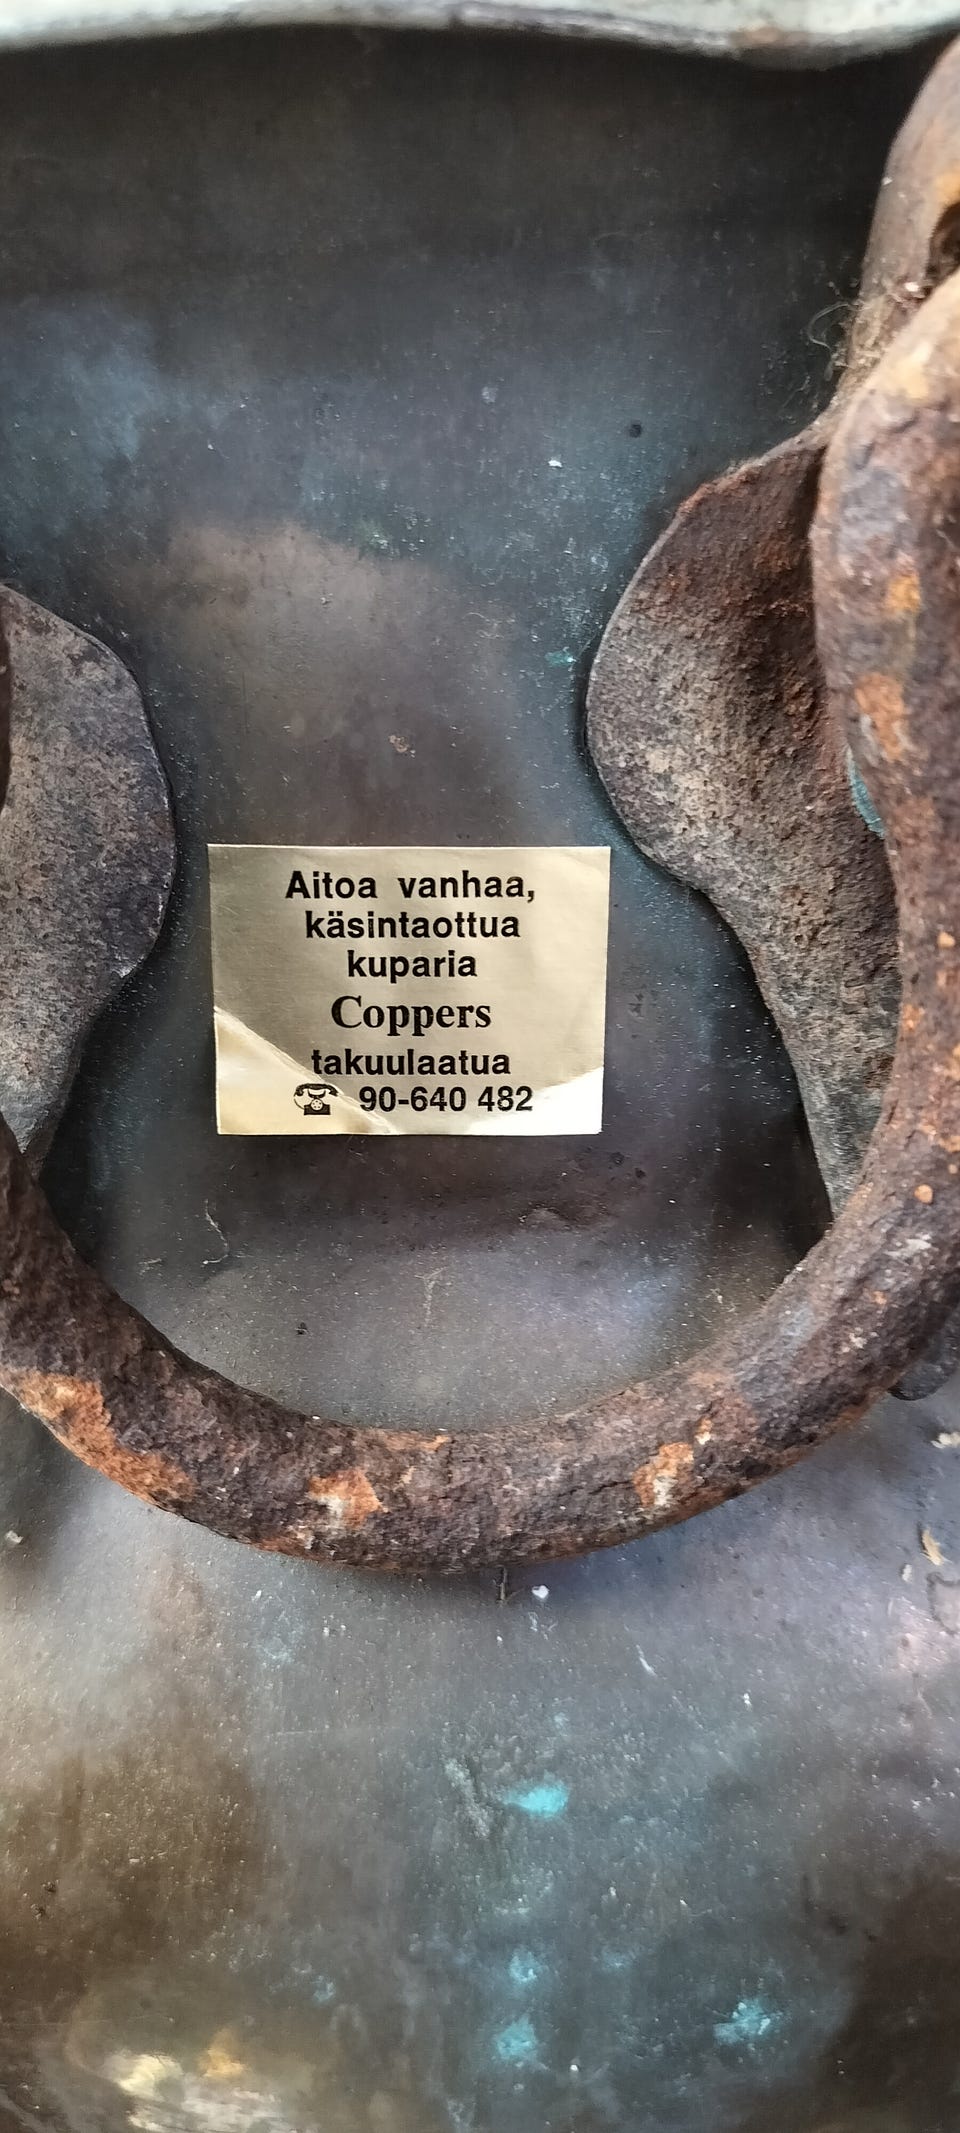 Aitoa vanhaa,
käsintaottua
kuparia
Coppers
takuulaatua
☎ 90-640 482